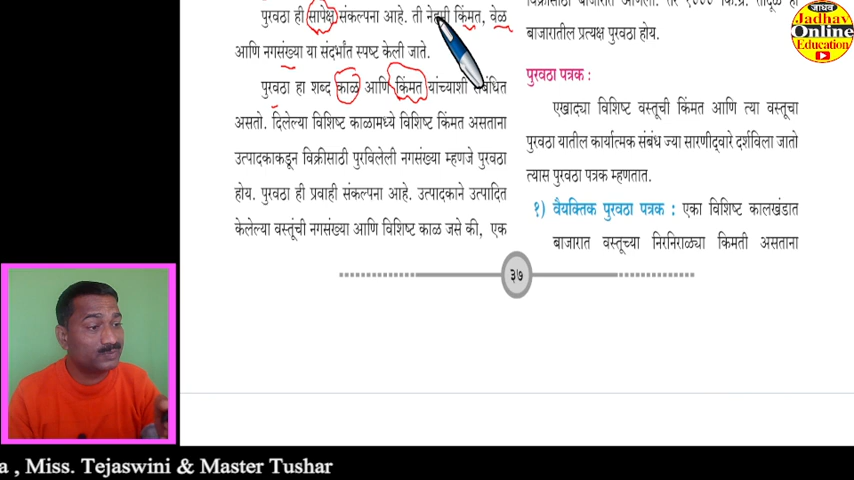 पुरवठा ही सापेक्ष संकल्पना आहे. ती नेहमी किंमत, वेळ
आणि नगसंख्या या संदर्भात स्पष्ट केली जाते.
पुरवठा हा शब्द काळ आणि किंमत यांच्याशी संबंधित
असतो. दिलेल्या विशिष्ट काळामध्ये विशिष्ट किंमत असताना
उत्पादकाकडून विक्रीसाठी पुरविलेली नगसंख्या म्हणजे पुरवठा
होय. पुरवठा ही प्रवाही संकल्पना आहे. उत्पादकाने उत्पादित
केलेल्या वस्तूंची नगसंख्या आणि विशिष्ट काळ जसे की, एक
बाजारातील प्रत्यक्ष पुरवठा होय.
पुरवठा पत्रक :
एखाद्या विशिष्ट वस्तूची किंमत आणि त्या वस्तूचा
पुरवठा यातील कार्यात्मक संबंध ज्या सारणीद्वारे दर्शविला जातो
त्यास पुरवठा पत्रक म्हणतात.
१) वैयक्तिक पुरवठा पत्रक : एका विशिष्ट कालखंडात
बाजारात वस्तूच्या निरनिराळ्या किमती असताना
३७
जाधव
Jadhav
Online
Education
a , Miss. Tejaswini & Master Tushar